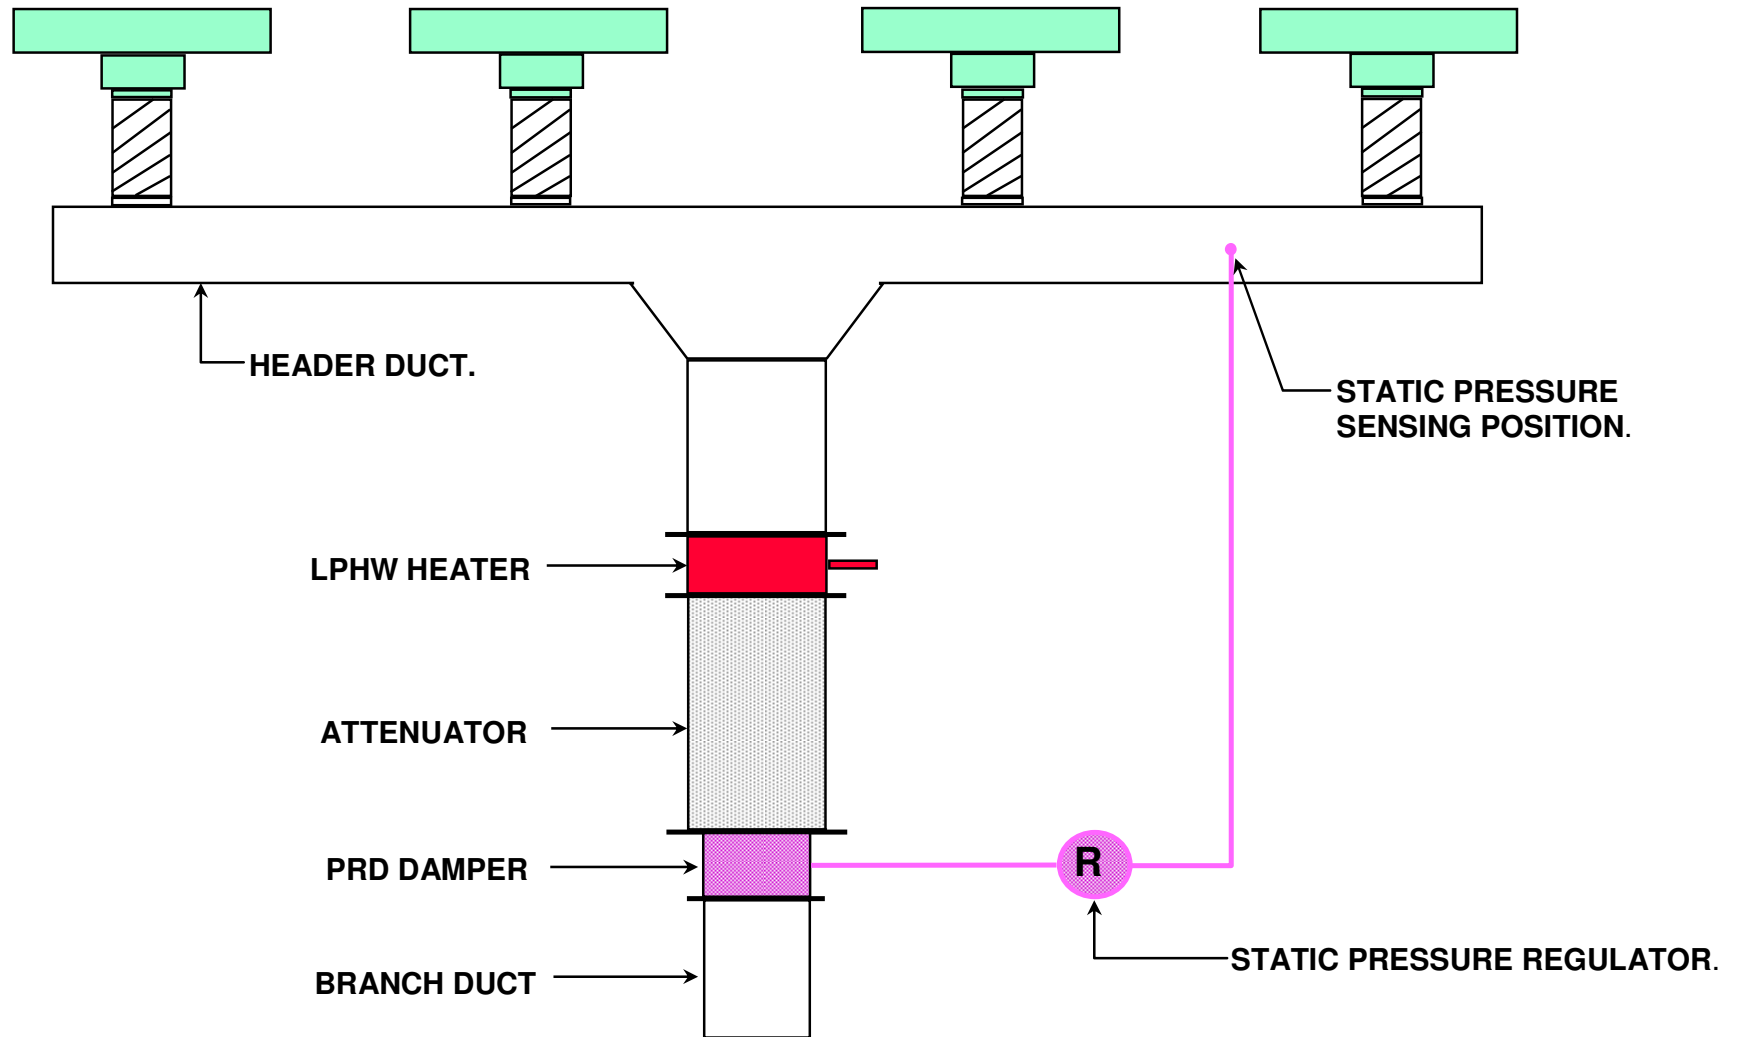 HEADER DUCT.
STATIC PRESSURE
SENSING POSITION.
LPHW HEATER
ATTENUATOR
PRD DAMPER
R
STATIC PRESSURE REGULATOR.
BRANCH DUCT